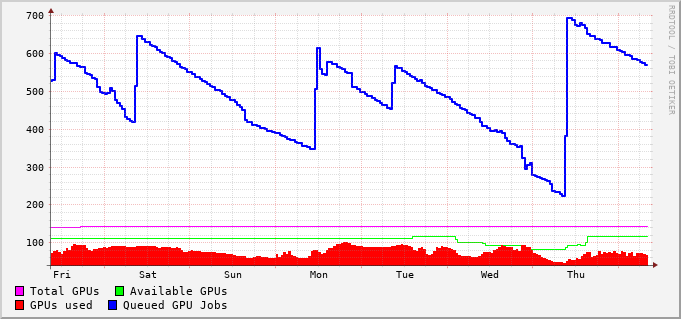 700
600
500
400
300
200
100
Fri Sat Sun Mon Tue Wed Thu
Total GPUs Available GPUs
GPUs used Queued GPU Jobs
RRDTOOL / TOBI OETIKER